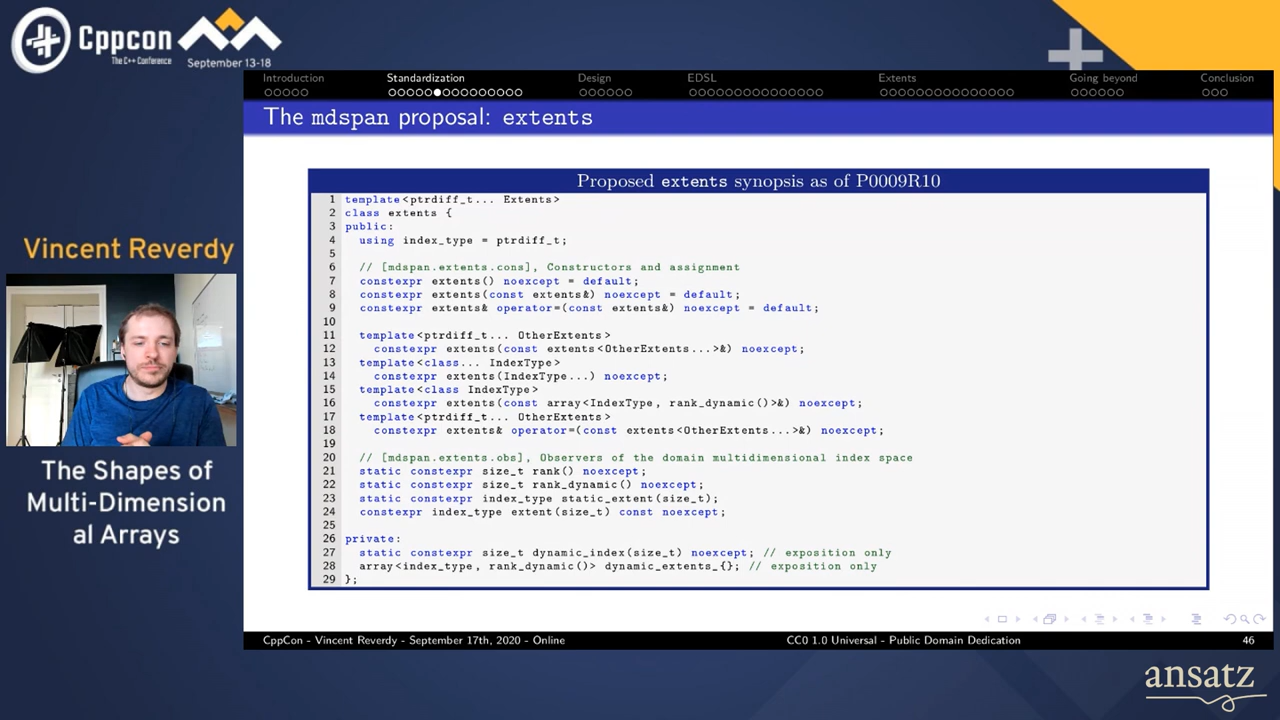 Cppcon
The C++ Conference
September 13-18
Introduction Standardization Design EDSL Extents Going beyond Conclusion
The mdspan proposal: extents
Proposed extents synopsis as of P0009R10
1 template<ptrdiff_t... Extents>
2 class extents {
3 public:
4 using index_type = ptrdiff_t;
5
6 // [mdspan.extents.cons], Constructors and assignment
7 constexpr extents() noexcept = default;
8 constexpr extents(const extents&) noexcept = default;
9 constexpr extents& operator=(const extents&) noexcept = default;
10
11 template<ptrdiff_t... OtherExtents>
12 constexpr extents(const extents<OtherExtents...>&) noexcept;
13 template<class... IndexType>
14 constexpr extents(IndexType...) noexcept;
15 template<class IndexType>
16 constexpr extents(const array<IndexType, rank_dynamic()>&) noexcept;
17 template<ptrdiff_t... OtherExtents>
18 constexpr extents& operator=(const extents<OtherExtents...>&) noexcept;
19
20 // [mdspan.extents.obs], Observers of the domain multidimensional index space
21 static constexpr size_t rank() noexcept;
22 static constexpr size_t rank_dynamic() noexcept;
23 static constexpr index_type static_extent(size_t);
24 constexpr index_type extent(size_t) const noexcept;
25
26 private:
27 static constexpr size_t dynamic_index(size_t) noexcept; // exposition only
28 array<index_type, rank_dynamic()> dynamic_extents_{}; // exposition only
29 };
CppCon - Vincent Reverdy - September 17th, 2020 - Online CC0 1.0 Universal - Public Domain Dedication 46
Vincent Reverdy
The Shapes of
Multi-Dimension
al Arrays
ansatz